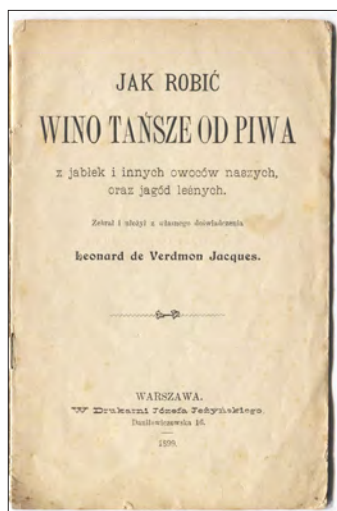 JAK ROBIĆ
WINO TAŃSZE OD PIWA
z jabłek i innych owoców naszych,
oraz jagód leśnych.
Zebrał i ułożył z własnego doświadczenia
Leonard de Verdmon Jacques.
WARSZAWA.
W Drukarni Józefa Jeżyńskiego.
Daniłowiczowska 16.
1899.